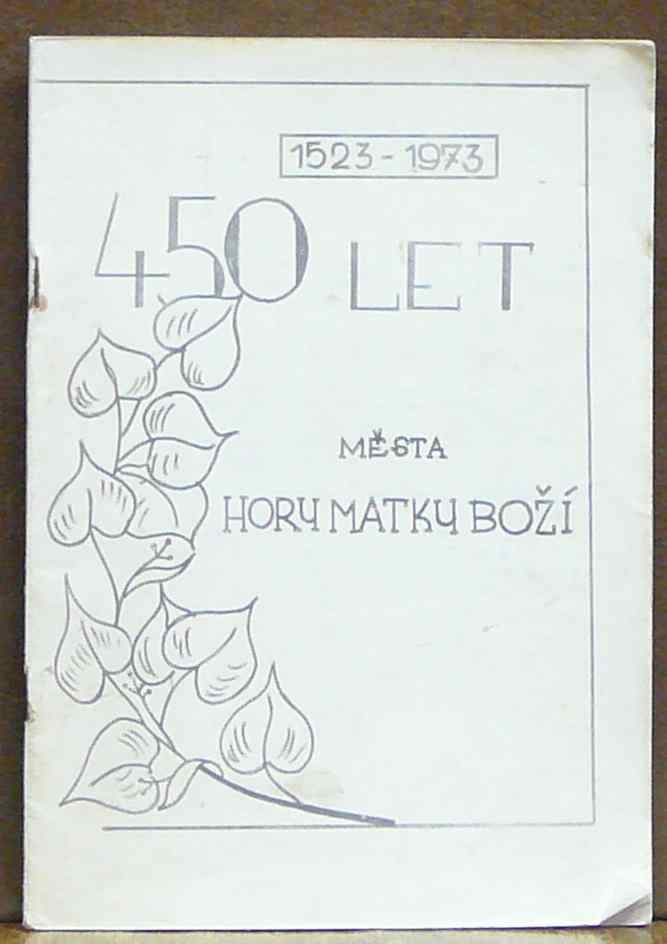 1523 - 1973
450 LET
MĚSTA
HORY MATKY BOŽÍ